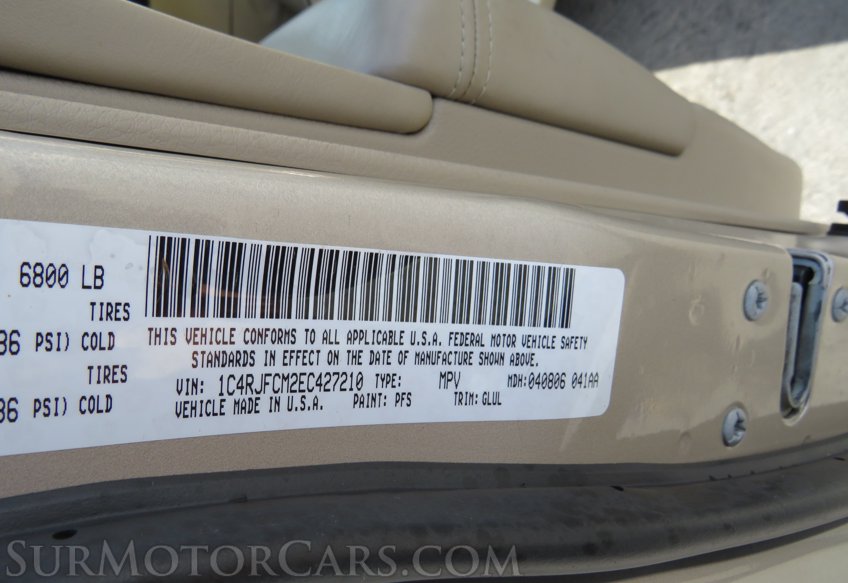 6800 LB
TIRES
36 PSI) COLD
TIRES
36 PSI) COLD
THIS VEHICLE CONFORMS TO ALL APPLICABLE U.S.A. FEDERAL MOTOR VEHICLE SAFETY
STANDARDS IN EFFECT ON THE DATE OF MANUFACTURE SHOWN ABOVE.
VIN: 1C4RJFCM2EC427210 TYPE: MPV MDH:040806 041AA
VEHICLE MADE IN U.S.A. PAINT: PFS TRIM: GLUL
SURMOTORCARS.COM